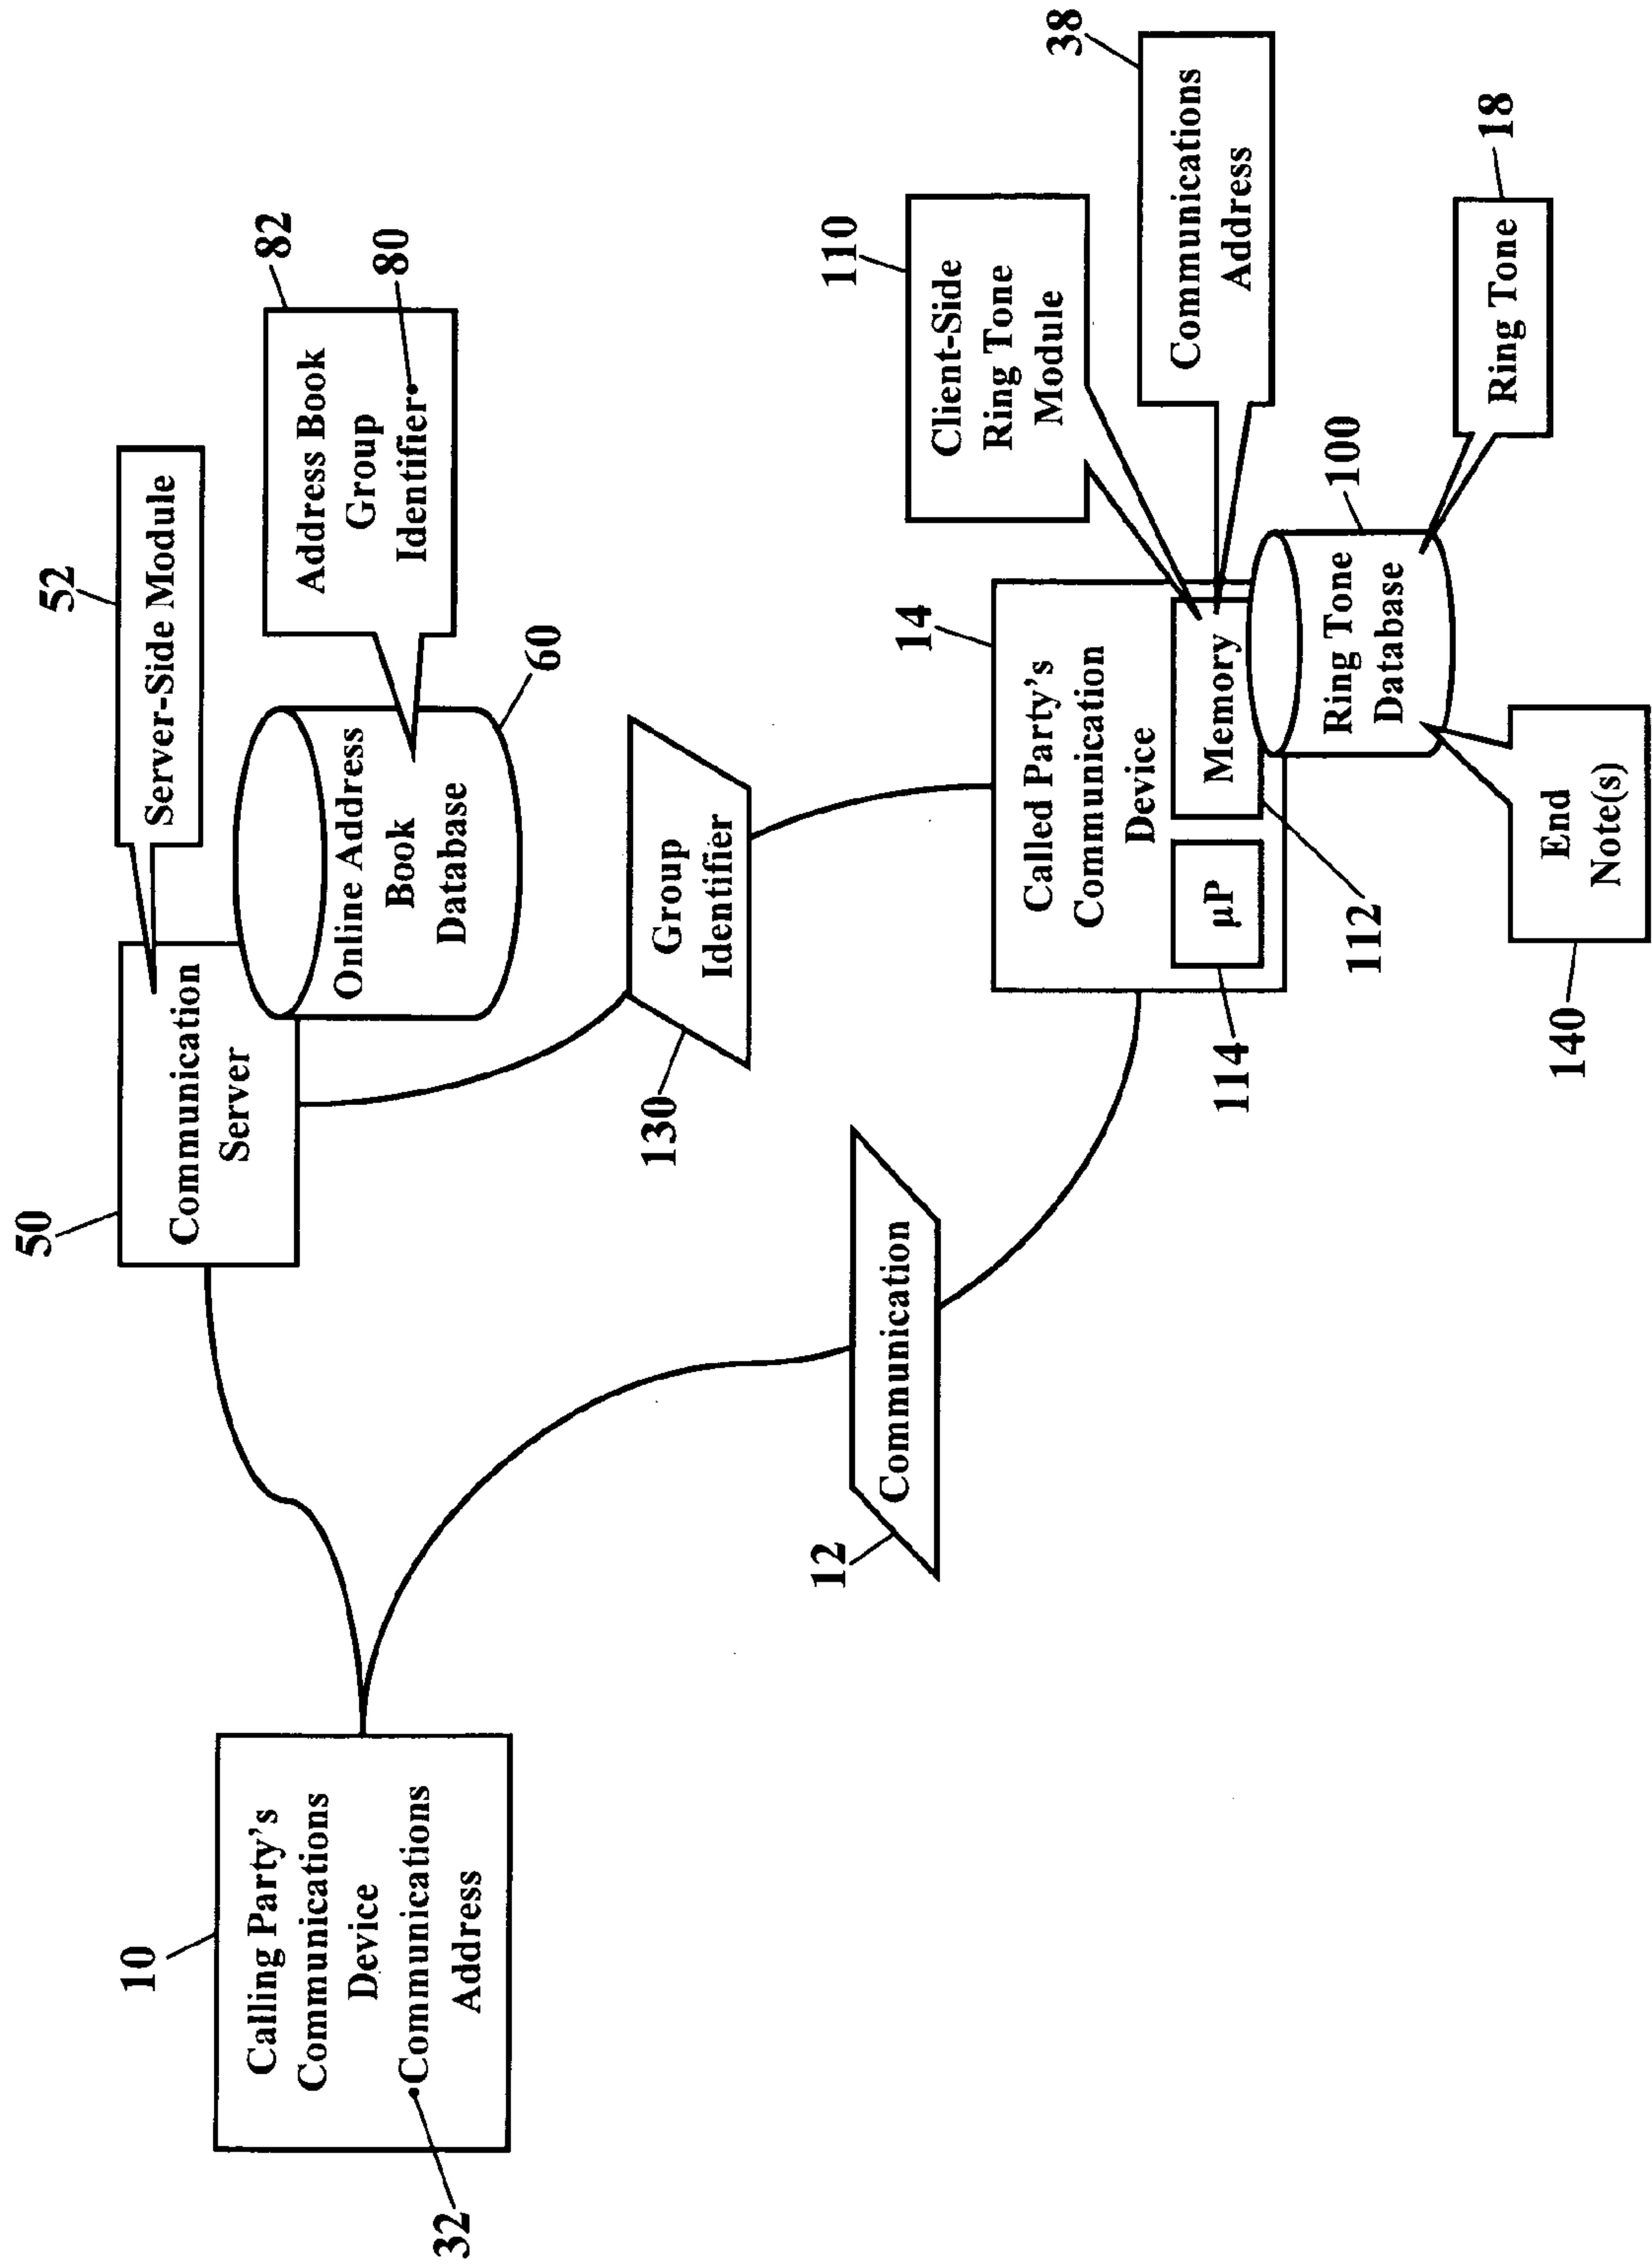 10
Calling Party's
Communications
Device
•Communications
Address
32
50
Communication
Server
52
Server-Side Module
Online Address
Book
Database
60
82
Address Book
Group
Identifier•
80
130
Group
Identifier
12
Communication
14
Called Party's
Communication
Device
µP
Memory
114
112
110
Client-Side
Ring Tone
Module
38
Communications
Address
Ring Tone
Database
100
Ring Tone
18
End
Note(s)
140